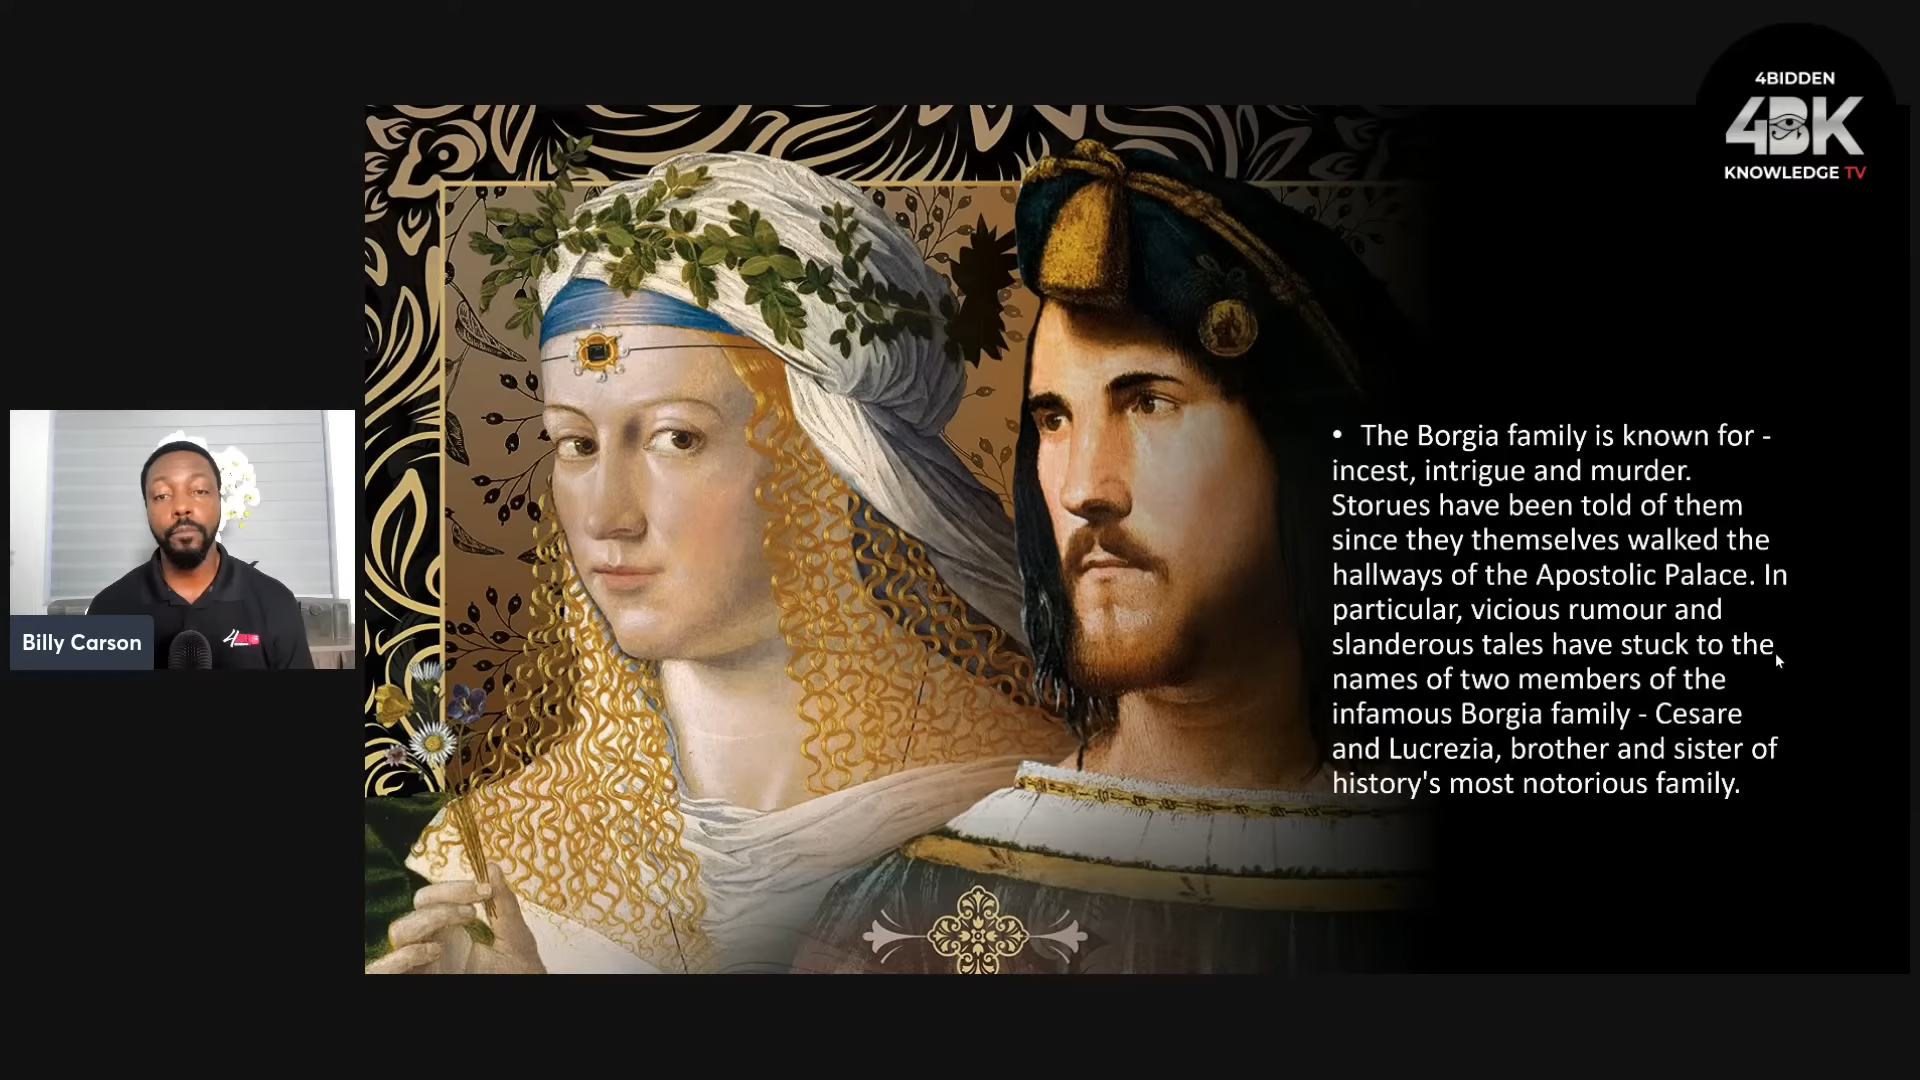 4BIDDEN
4BK
KNOWLEDGE TV
Billy Carson
• The Borgia family is known for -
incest, intrigue and murder.
Storues have been told of them
since they themselves walked the
hallways of the Apostolic Palace. In
particular, vicious rumour and
slanderous tales have stuck to the
names of two members of the
infamous Borgia family - Cesare
and Lucrezia, brother and sister of
history's most notorious family.